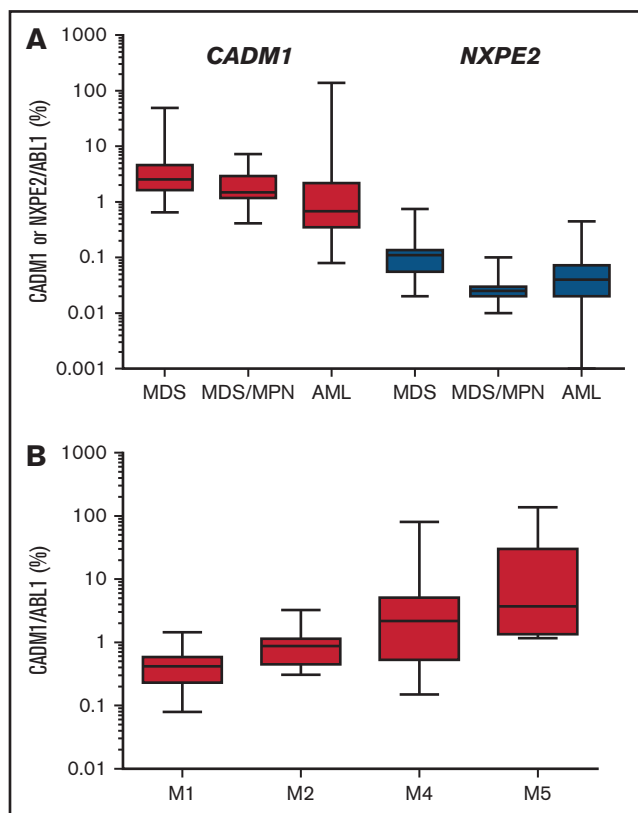 A
CADM1 or NXPE2/ABL1 (%)
1000
100
10
1
0.1
0.01
0.001
CADM1
NXPE2
MDS
MDS/MPN
AML
MDS
MDS/MPN
AML
B
CADM1/ABL1 (%)
1000
100
10
1
0.1
0.01
M1
M2
M4
M5